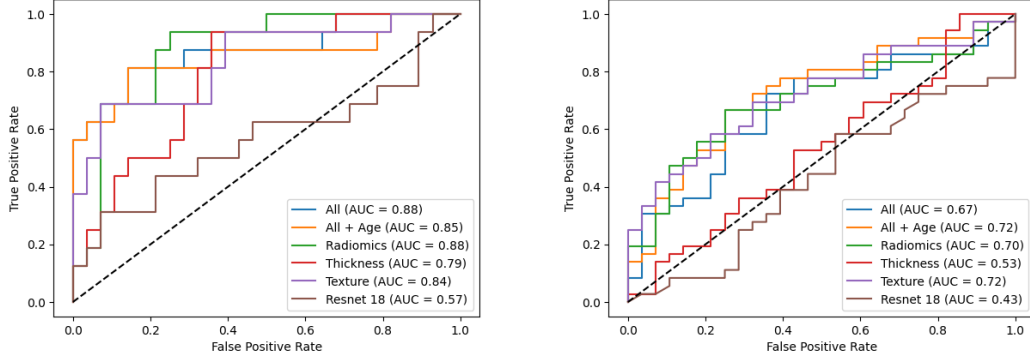 1.0
0.8
0.6
0.4
0.2
0.0
True Positive Rate
All (AUC = 0.88)
All + Age (AUC = 0.85)
Radiomics (AUC = 0.88)
Thickness (AUC = 0.79)
Texture (AUC = 0.84)
Resnet 18 (AUC = 0.57)
0.0 0.2 0.4 0.6 0.8 1.0
False Positive Rate
1.0
0.8
0.6
0.4
0.2
0.0
True Positive Rate
All (AUC = 0.67)
All + Age (AUC = 0.72)
Radiomics (AUC = 0.70)
Thickness (AUC = 0.53)
Texture (AUC = 0.72)
Resnet 18 (AUC = 0.43)
0.0 0.2 0.4 0.6 0.8 1.0
False Positive Rate